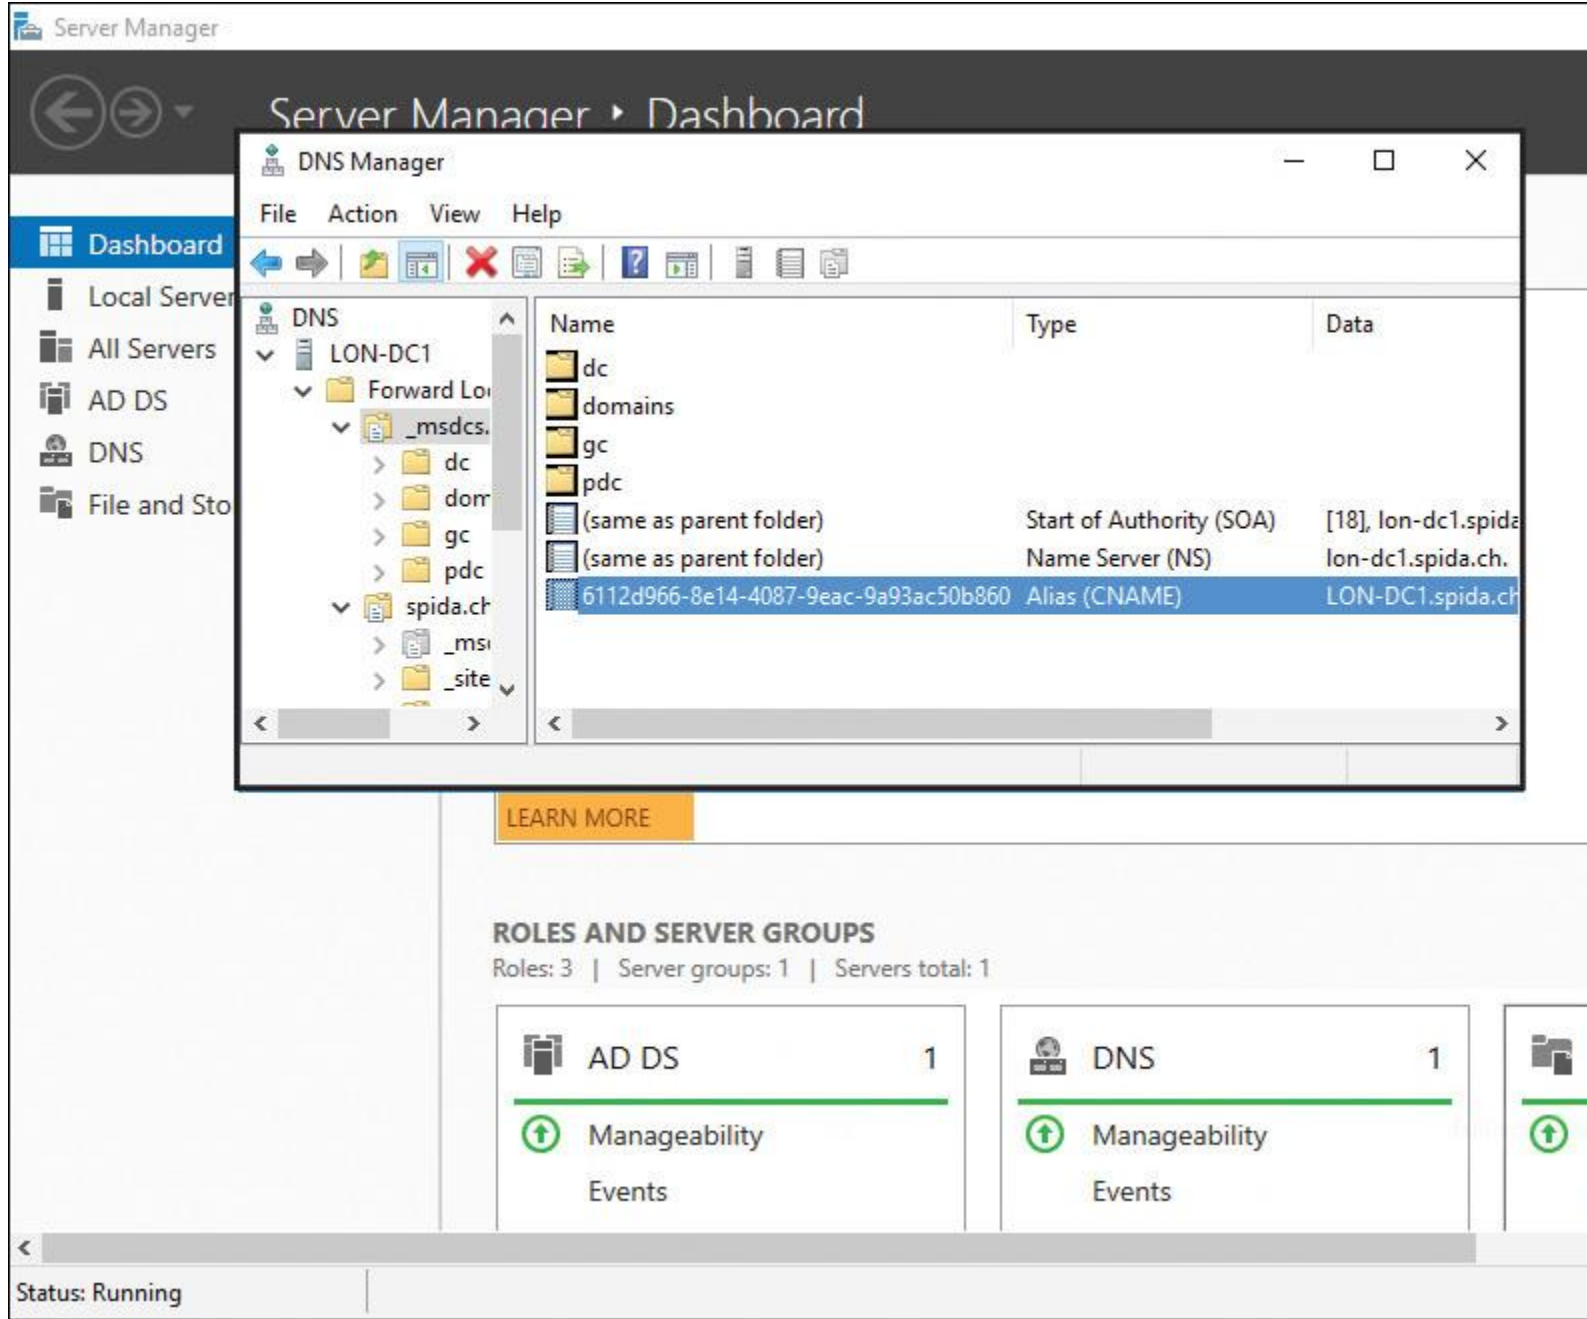 Server Manager
Server Manager ‣ Dashboard
DNS Manager
File Action View Help
Dashboard
Local Server
All Servers
AD DS
DNS
File and Sto
DNS
LON-DC1
Forward Lo
_msdcs.
dc
dom
gc
pdc
spida.ch
_ms
_site
Name Type Data
dc
domains
gc
pdc
(same as parent folder) Start of Authority (SOA) [18], lon-dc1.spida
(same as parent folder) Name Server (NS) lon-dc1.spida.ch.
6112d966-8e14-4087-9eac-9a93ac50b860 Alias (CNAME) LON-DC1.spida.ch
LEARN MORE
ROLES AND SERVER GROUPS
Roles: 3 | Server groups: 1 | Servers total: 1
AD DS 1
Manageability
Events
DNS 1
Manageability
Events
Status: Running